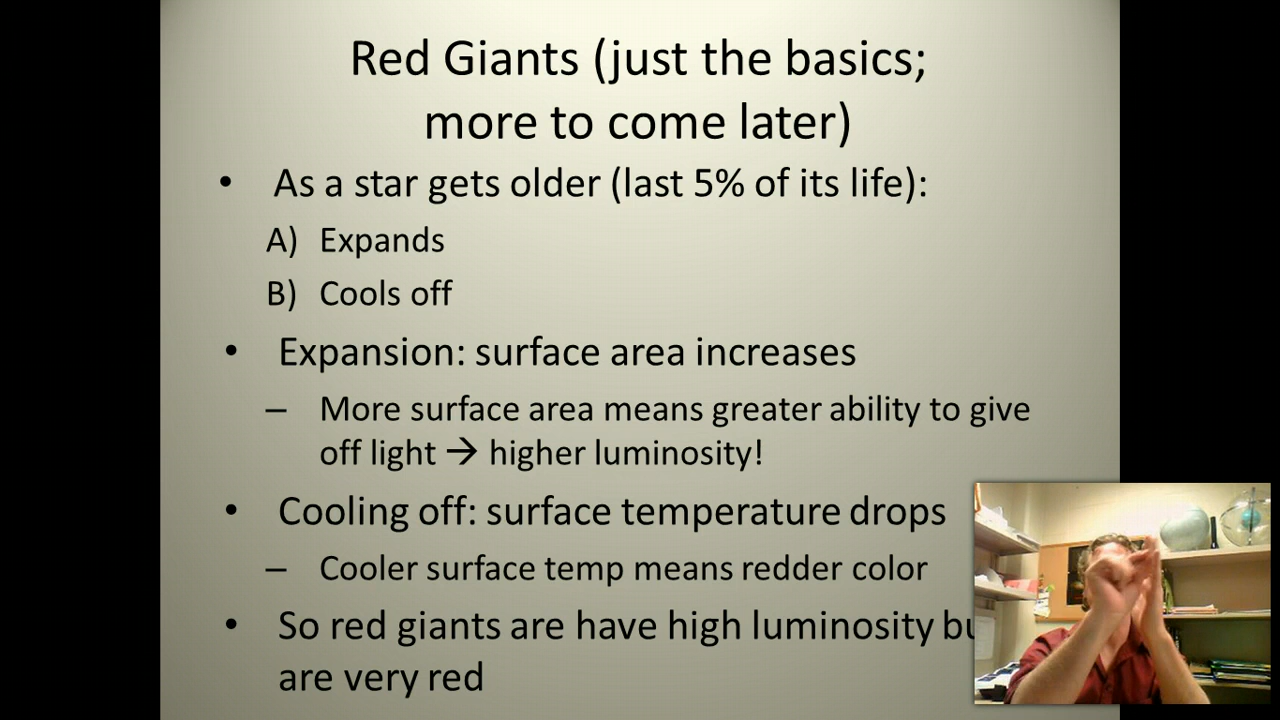 Red Giants (just the basics;
more to come later)
• As a star gets older (last 5% of its life):
A) Expands
B) Cools off
• Expansion: surface area increases
– More surface area means greater ability to give
off light → higher luminosity!
• Cooling off: surface temperature drops
– Cooler surface temp means redder color
• So red giants are have high luminosity
are very red